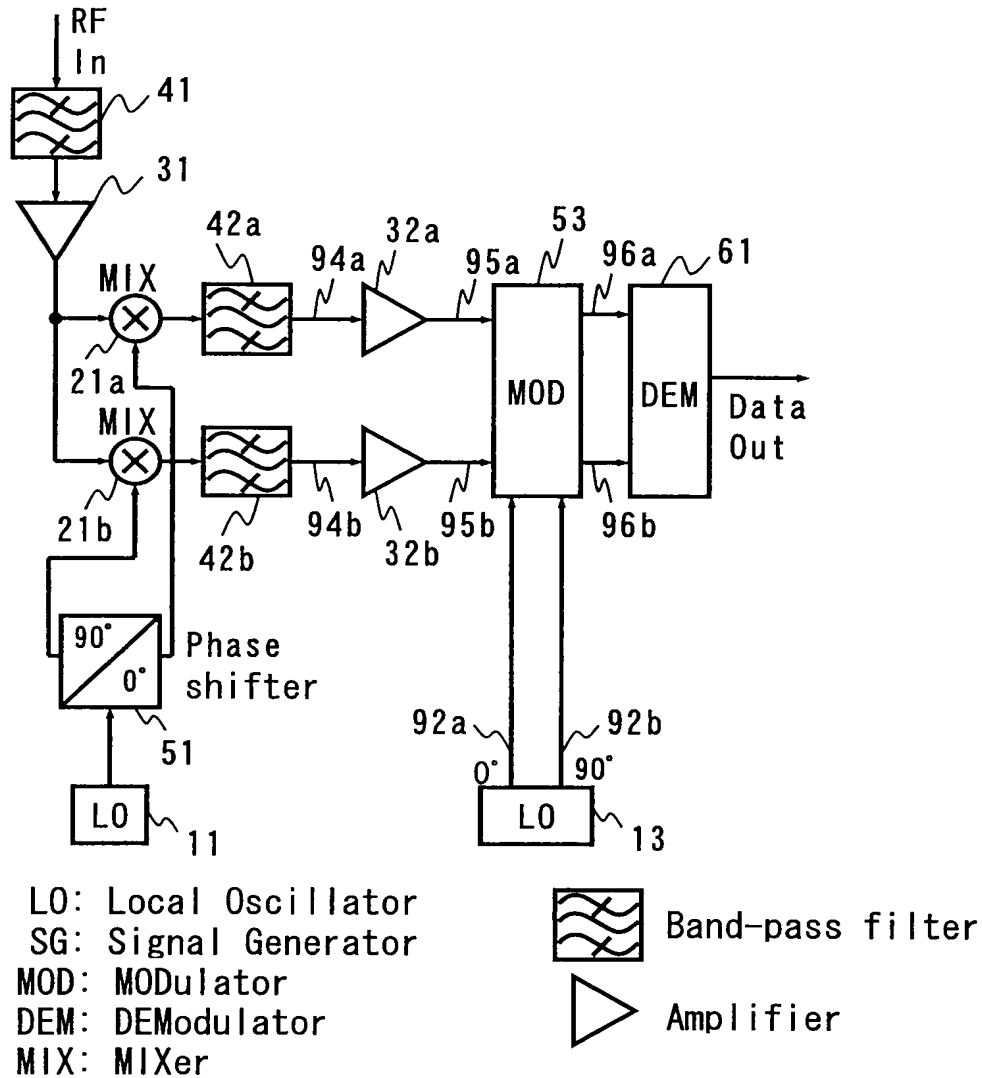 RF
In
41
31
42a
32a
53
61
94a
95a
96a
MIX
21a
MOD
DEM
Data
Out
MIX
21b
42b
94b
32b
95b
96b
90°
0°
Phase
shifter
51
LO
11
92a
92b
0°
90°
LO
13
LO: Local Oscillator
SG: Signal Generator
MOD: MODulator
DEM: DEModulator
MIX: MIXer
Band-pass filter
Amplifier